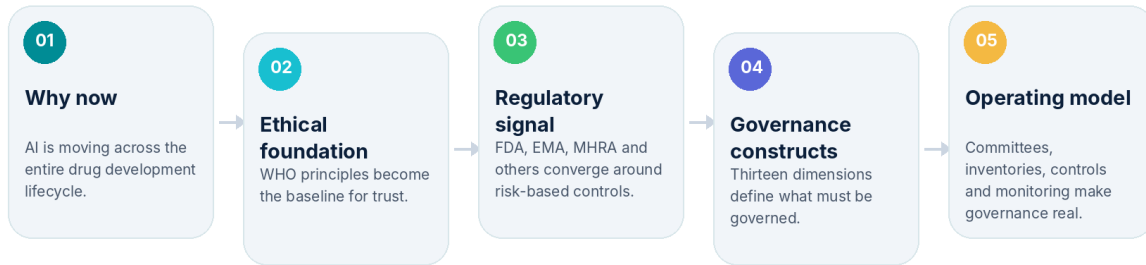 01
Why now
AI is moving across the
entire drug development
lifecycle.
02
Ethical
foundation
WHO principles become
the baseline for trust.
03
Regulatory
signal
FDA, EMA, MHRA and
others converge around
risk-based controls.
04
Governance
constructs
Thirteen dimensions
define what must be
governed.
05
Operating model
Committees,
inventories, controls
and monitoring make
governance real.